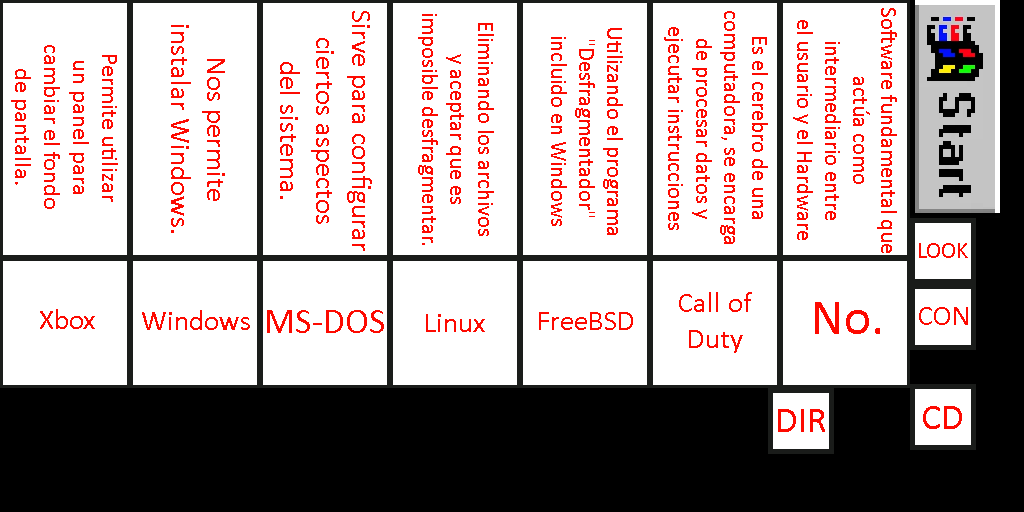 Permite utilizar
un panel para
cambiar el fondo
de pantalla.
Nos permite
instalar Windows.
Sirve para configurar
ciertos aspectos
del sistema.
Eliminando los archivos
y aceptar que es
imposible desfragmentar.
Utilizando el programa
"Desfragmentador"
incluido en Windows
Es el cerebro de una
computadora, se encarga
de procesar datos y
ejecutar instrucciones
Software fundamental que
actúa como
intermediario entre
el usuario y el Hardware
Start
LOOK
CON
Xbox
Windows
MS-DOS
Linux
FreeBSD
Call of
Duty
No.
DIR
CD